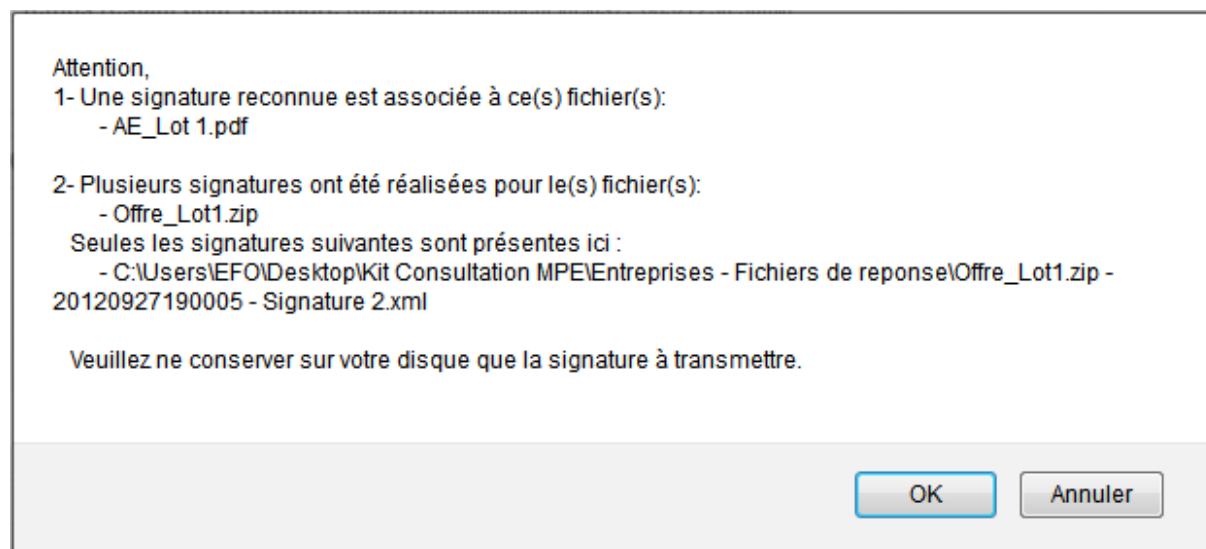 Attention,
1- Une signature reconnue est associée à ce(s) fichier(s):
- AE_Lot 1.pdf
2- Plusieurs signatures ont été réalisées pour le(s) fichier(s):
- Offre_Lot1.zip
Seules les signatures suivantes sont présentes ici :
- C:\Users\EFO\Desktop\Kit Consultation MPE\Entreprises - Fichiers de reponse\Offre_Lot1.zip -
20120927190005 - Signature 2.xml
Veuillez ne conserver sur votre disque que la signature à transmettre.
OK
Annuler